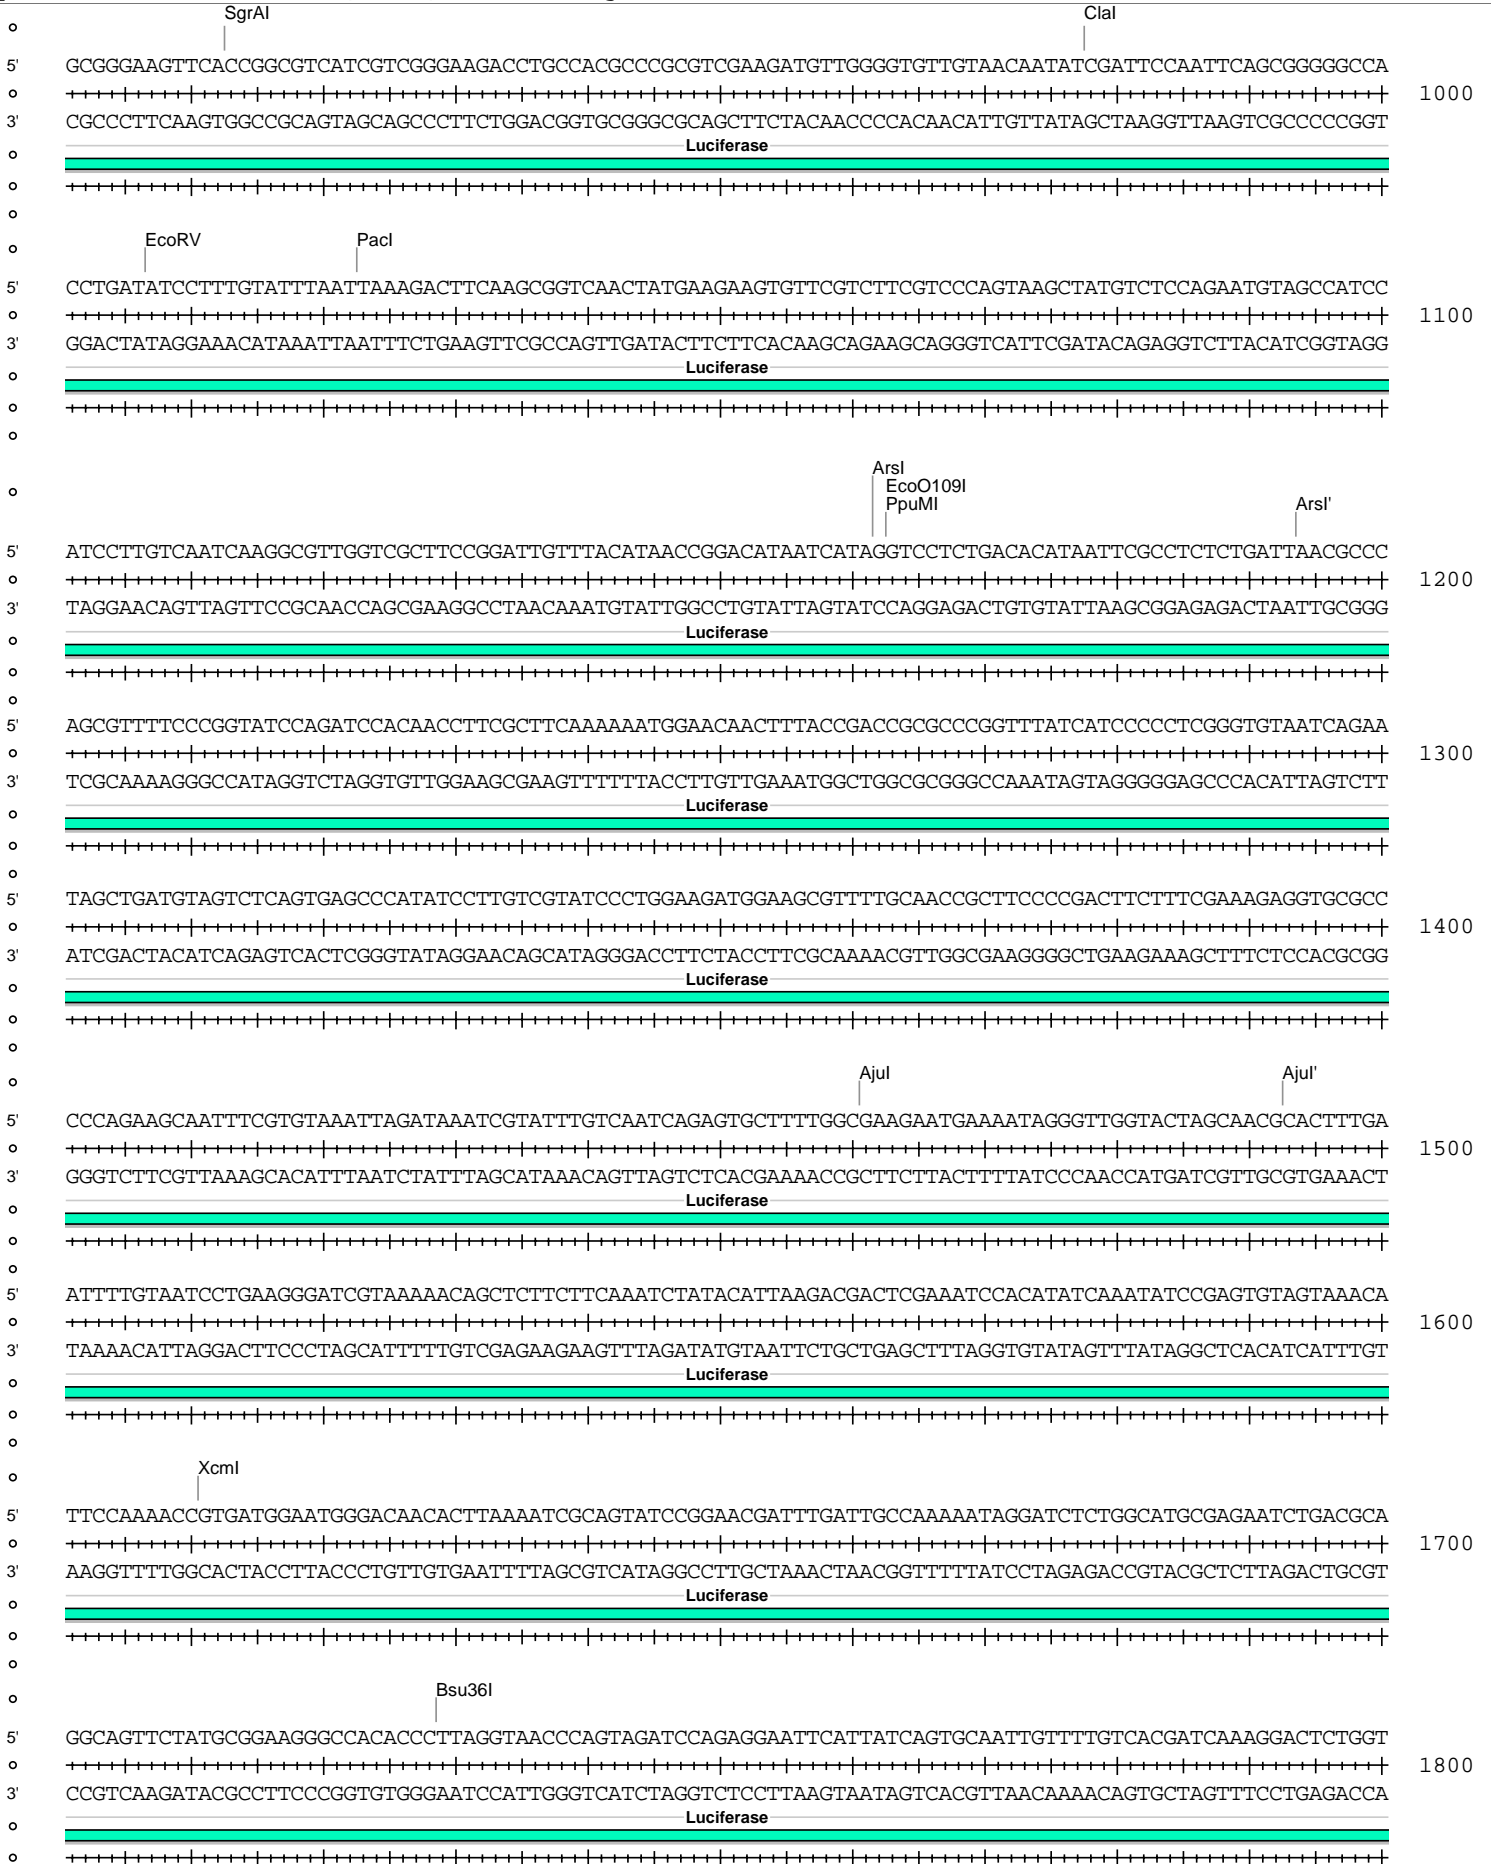 SgrAI ClaI
5' GCGGGAAGTTCACCGGCGTCATCGTCGGGAAGACCTGCCACGCCCGCGTCGAAGATGTTGGGGTGTTGTAACAATATCGATTCCAATTCAGCGGGGGCCA
1000
3' CGCCCTTCAAGTGGCCGCAGTAGCAGCCCTTCTGGACGGTGCGGGCGCAGCTTCTACAACCCCACAACATTGTTATAGCTAAGGTTAAGTCGCCCCCGGT
Luciferase
EcoRV PacI
5' CCTGATATCCTTTGTATTTAATTAAAGACTTCAAGCGGTCAACTATGAAGAAGTGTTCGTCTTCGTCCCAGTAAGCTATGTCTCCAGAATGTAGCCATCC
1100
3' GGACTATAGGAAACATAAATTAATTTCTGAAGTTCGCCAGTTGATACTTCTTCACAAGCAGAAGCAGGGTCATTCGATACAGAGGTCTTACATCGGTAGG
Luciferase
ArsI
EcoO109I
PpuMI ArsI'
5' ATCCTTGTCAATCAAGGCGTTGGTCGCTTCCGGATTGTTTACATAACCGGACATAATCATAGGTCCTCTGACACATAATTCGCCTCTCTGATTAACGCCC
1200
3' TAGGAACAGTTAGTTCCGCAACCAGCGAAGGCCTAACAAATGTATTGGCCTGTATTAGTATCCAGGAGACTGTGTATTAAGCGGAGAGACTAATTGCGGG
Luciferase
5' AGCGTTTTCCCGGTATCCAGATCCACAACCTTCGCTTCAAAAAATGGAACAACTTTACCGACCGCGCCCGGTTTATCATCCCCCTCGGGTGTAATCAGAA
1300
3' TCGCAAAAGGGCCATAGGTCTAGGTGTTGGAAGCGAAGTTTTTTACCTTGTTGAAATGGCTGGCGCGGGCCAAATAGTAGGGGGAGCCCACATTAGTCTT
Luciferase
5' TAGCTGATGTAGTCTCAGTGAGCCCATATCCTTGTCGTATCCCTGGAAGATGGAAGCGTTTTGCAACCGCTTCCCCGACTTCTTTCGAAAGAGGTGCGCC
1400
3' ATCGACTACATCAGAGTCACTCGGGTATAGGAACAGCATAGGGACCTTCTACCTTCGCAAAACGTTGGCGAAGGGGCTGAAGAAAGCTTTCTCCACGCGG
Luciferase
AjuI AjuI'
5' CCCAGAAGCAATTTCGTGTAAATTAGATAAATCGTATTTGTCAATCAGAGTGCTTTTGGCGAAGAATGAAAATAGGGTTGGTACTAGCAACGCACTTTGA
1500
3' GGGTCTTCGTTAAAGCACATTTAATCTATTTAGCATAAACAGTTAGTCTCACGAAAACCGCTTCTTACTTTTATCCCAACCATGATCGTTGCGTGAAACT
Luciferase
5' ATTTTGTAATCCTGAAGGGATCGTAAAAACAGCTCTTCTTCAAATCTATACATTAAGACGACTCGAAATCCACATATCAAATATCCGAGTGTAGTAAACA
1600
3' TAAAACATTAGGACTTCCCTAGCATTTTTGTCGAGAAGAAGTTTAGATATGTAATTCTGCTGAGCTTTAGGTGTATAGTTTATAGGCTCACATCATTTGT
Luciferase
XcmI
5' TTCCAAAACCGTGATGGAATGGGACAACACTTAAAATCGCAGTATCCGGAACGATTTGATTGCCAAAAATAGGATCTCTGGCATGCGAGAATCTGACGCA
1700
3' AAGGTTTTGGCACTACCTTACCCTGTTGTGAATTTTAGCGTCATAGGCCTTGCTAAACTAACGGTTTTTATCCTAGAGACCGTACGCTCTTAGACTGCGT
Luciferase
Bsu36I
5' GGCAGTTCTATGCGGAAGGGCCACACCCTTAGGTAACCCAGTAGATCCAGAGGAATTCATTATCAGTGCAATTGTTTTGTCACGATCAAAGGACTCTGGT
1800
3' CCGTCAAGATACGCCTTCCCGGTGTGGGAATCCATTGGGTCATCTAGGTCTCCTTAAGTAATAGTCACGTTAACAAAACAGTGCTAGTTTCCTGAGACCA
Luciferase